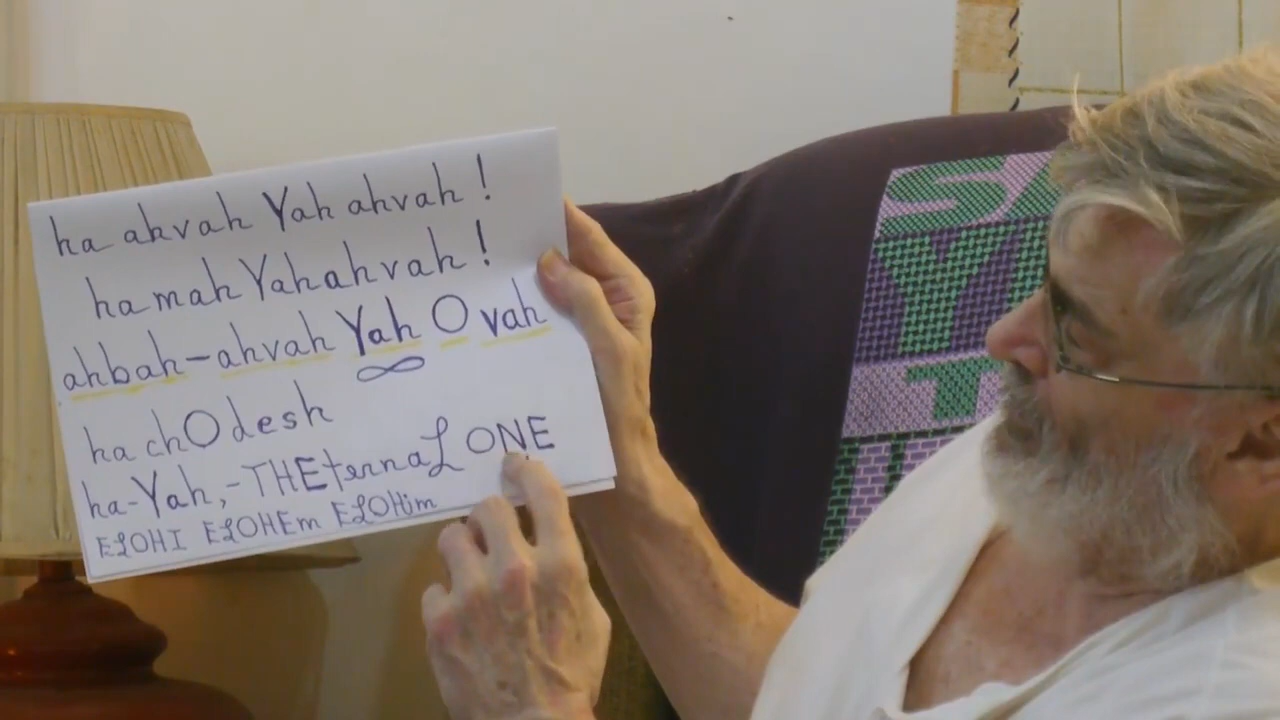 ha ahvah Yah ahvah!
ha mah Yahahvah!
ahbah-ahvah Yah O vah
∞
ha chOdesh
ha-Yah,-THEternaL ONE
ELOHI ELOHEm ELOHim